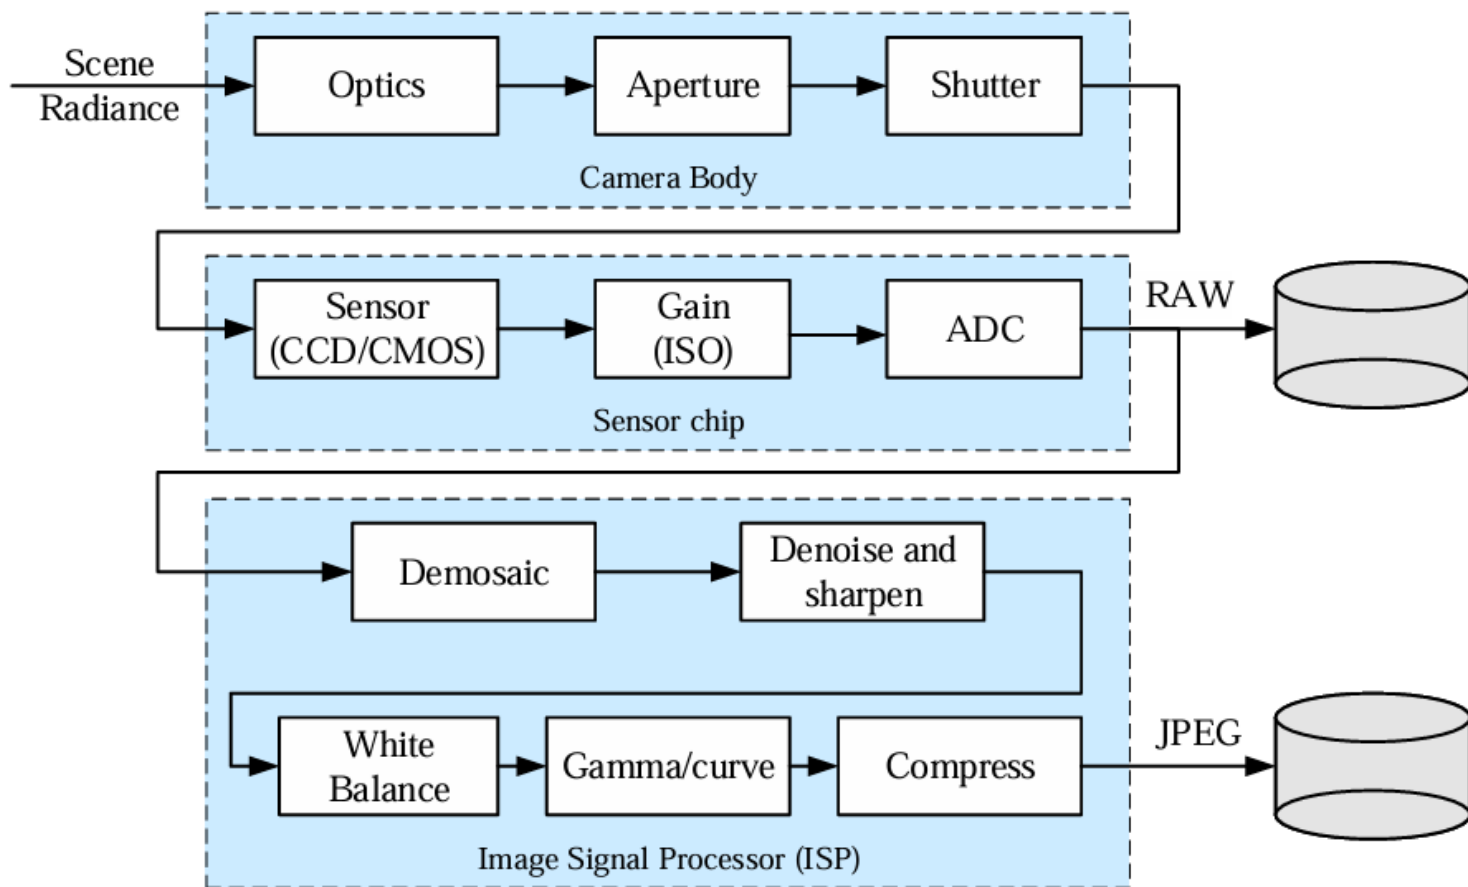 Scene
Radiance
Optics
Aperture
Shutter
Camera Body
Sensor
(CCD/CMOS)
Gain
(ISO)
ADC
RAW
Sensor chip
Demosaic
Denoise and
sharpen
White
Balance
Gamma/curve
Compress
JPEG
Image Signal Processor (ISP)